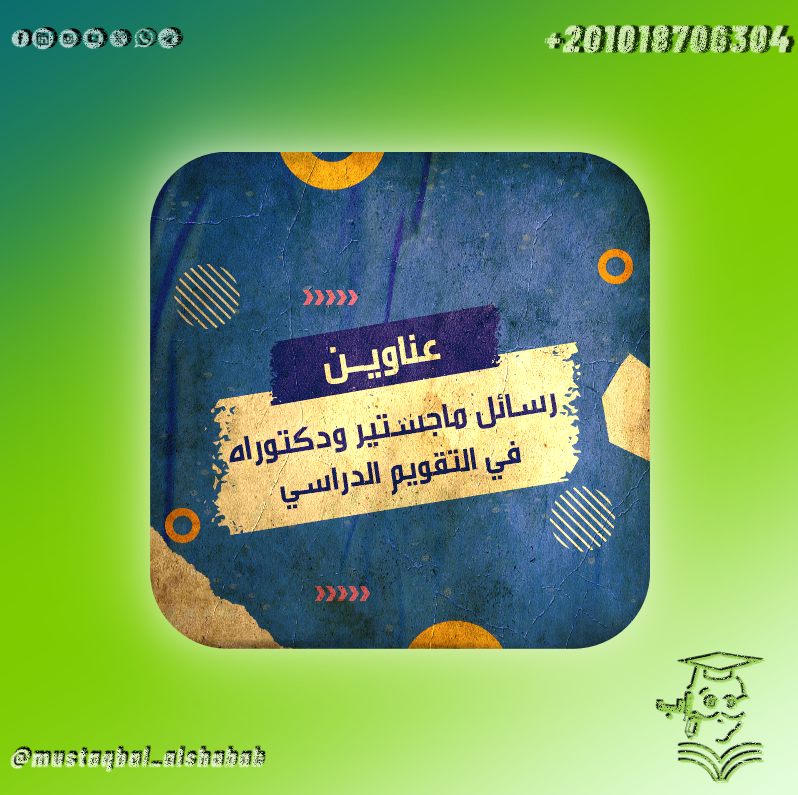 +201018706304
عناويـن
رسائل ماجستير ودكتوراه
في التقويم الدراسي
@mustaqbal_alshabab